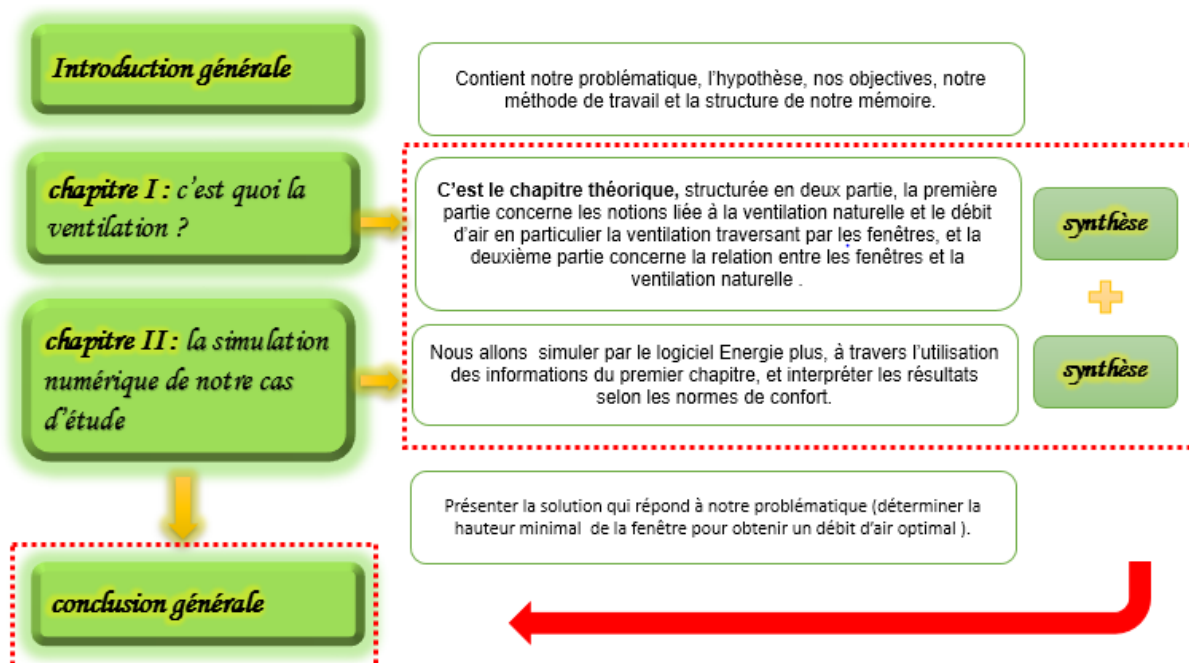 Introduction générale
Contient notre problématique, l'hypothèse, nos objectives, notre
méthode de travail et la structure de notre mémoire.
chapitre I : c'est quoi la
ventilation ?
C'est le chapitre théorique, structurée en deux partie, la première
partie concerne les notions liée à la ventilation naturelle et le débit
d'air en particulier la ventilation traversant par les fenêtres, et la
deuxième partie concerne la relation entre les fenêtres et la
ventilation naturelle .
synthèse
chapitre II : la simulation
numérique de notre cas
d'étude
Nous allons simuler par le logiciel Energie plus, à travers l'utilisation
des informations du premier chapitre, et interpréter les résultats
selon les normes de confort.
synthèse
Présenter la solution qui répond à notre problématique (déterminer la
hauteur minimal de la fenêtre pour obtenir un débit d'air optimal ).
conclusion générale